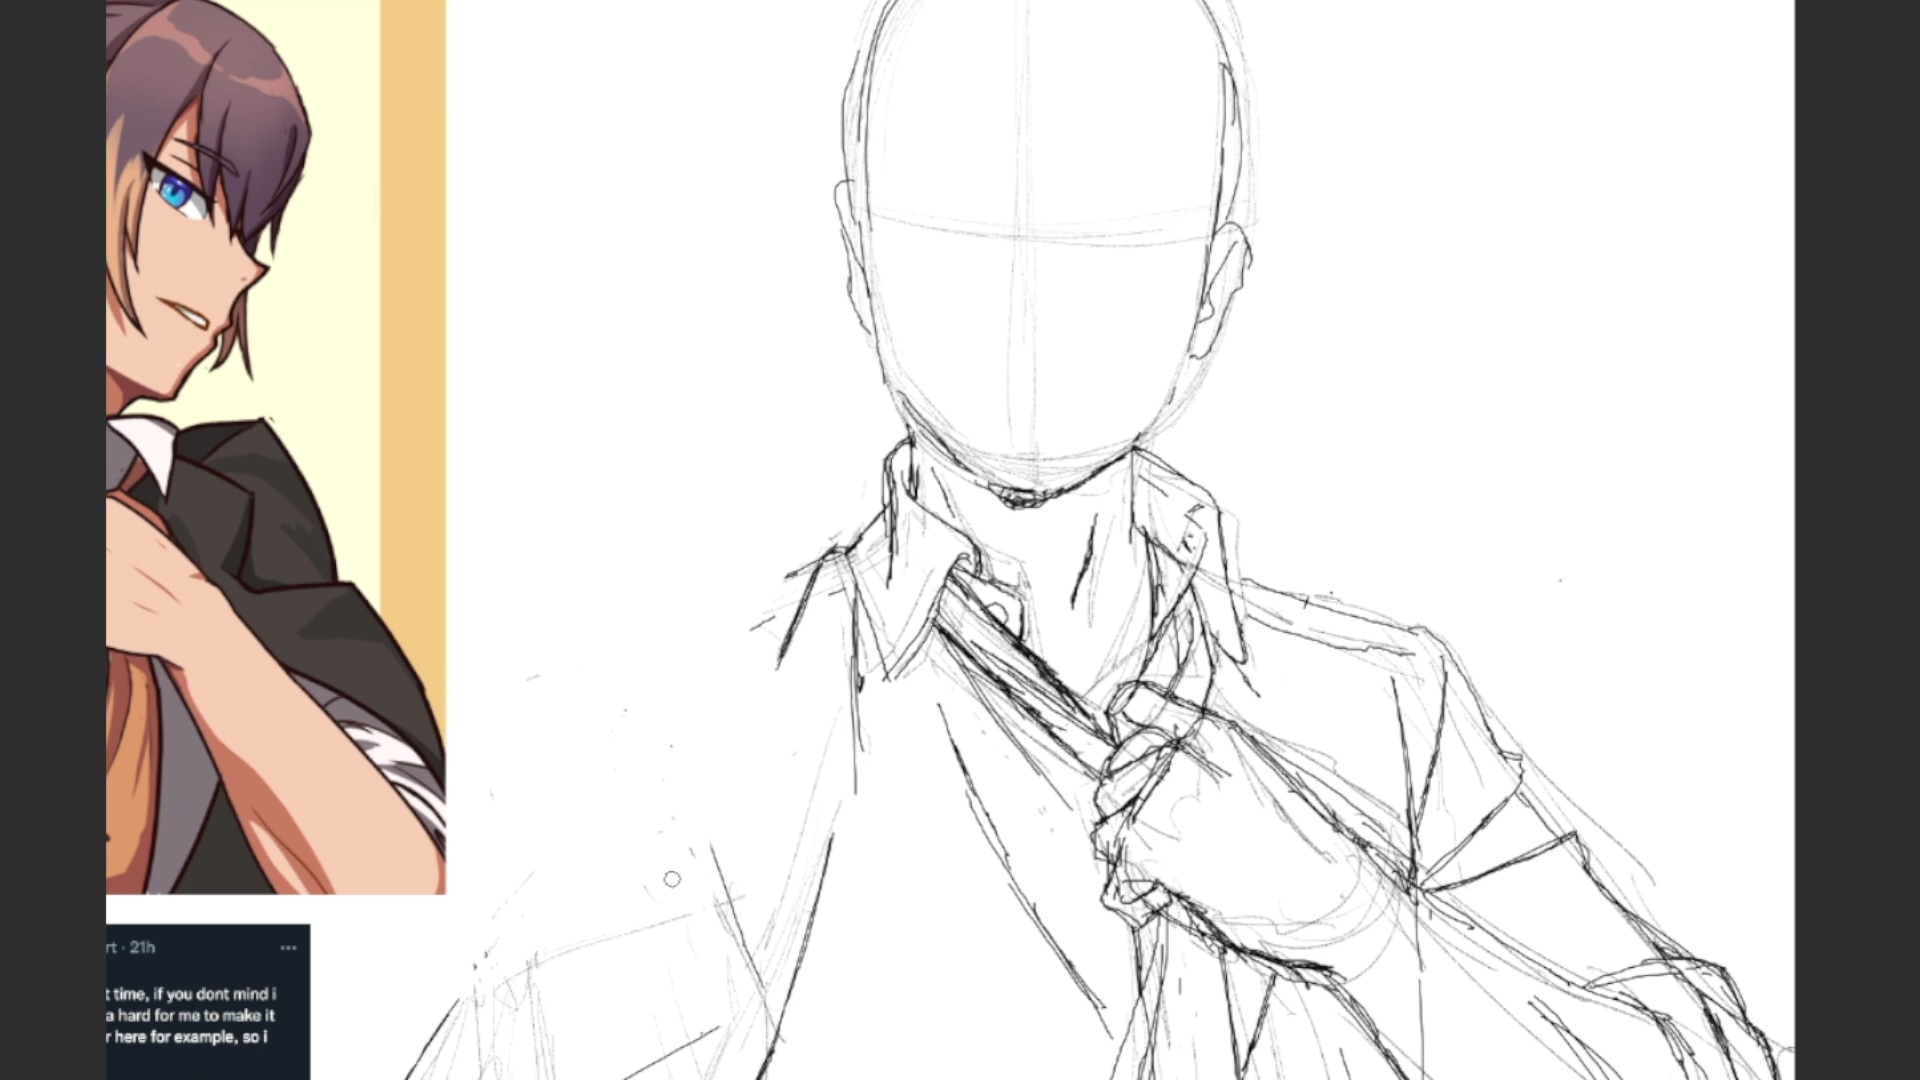 rt · 21h
t time, if you dont mind i
a hard for me to make it
r here for example, so i